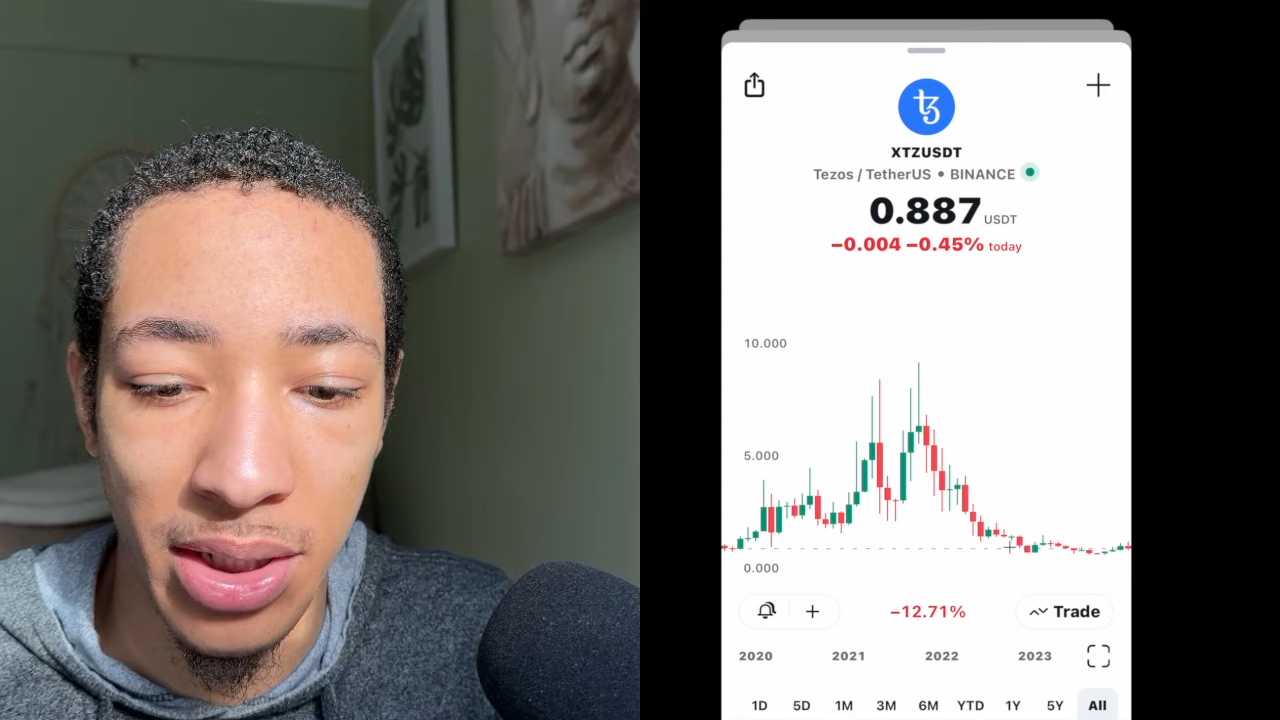 XTZUSDT
Tezos / TetherUS • BINANCE
0.887 USDT
−0.004 −0.45% today
10.000
5.000
0.000
−12.71%
Trade
2020 2021 2022 2023
1D 5D 1M 3M 6M YTD 1Y 5Y All